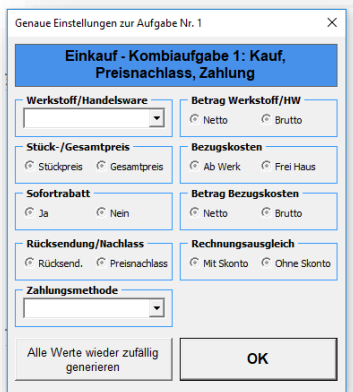 Genaue Einstellungen zur Aufgabe Nr. 1
Einkauf - Kombiaufgabe 1: Kauf,
Preisnachlass, Zahlung
Werkstoff/Handelsware
Betrag Werkstoff/HW
Netto Brutto
Stück-/Gesamtpreis
Stückpreis Gesamtpreis
Bezugskosten
Ab Werk Frei Haus
Sofortrabatt
Ja Nein
Betrag Bezugskosten
Netto Brutto
Rücksendung/Nachlass
Rücksend. Preisnachlass
Rechnungsausgleich
Mit Skonto Ohne Skonto
Zahlungsmethode
Alle Werte wieder zufällig
generieren
OK